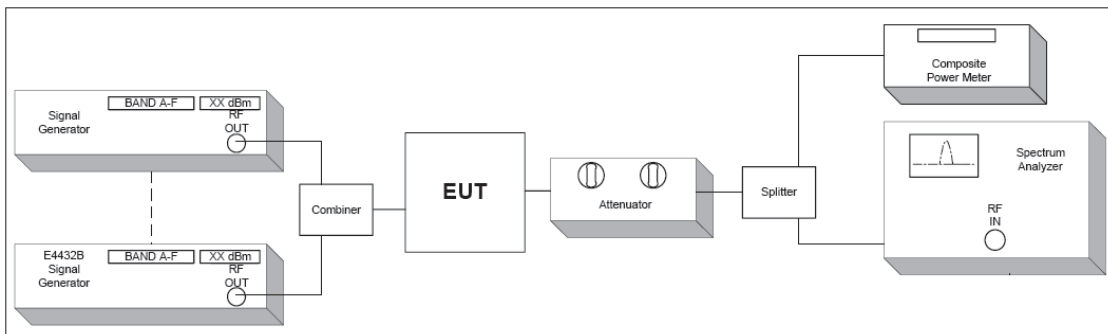 BAND A-F
XX dBm
Signal
Generator
RF
OUT
E4432B
Signal
Generator
BAND A-F
XX dBm
RF
OUT
Combiner
EUT
Attenuator
Splitter
Composite
Power Meter
Spectrum
Analyzer
RF
IN